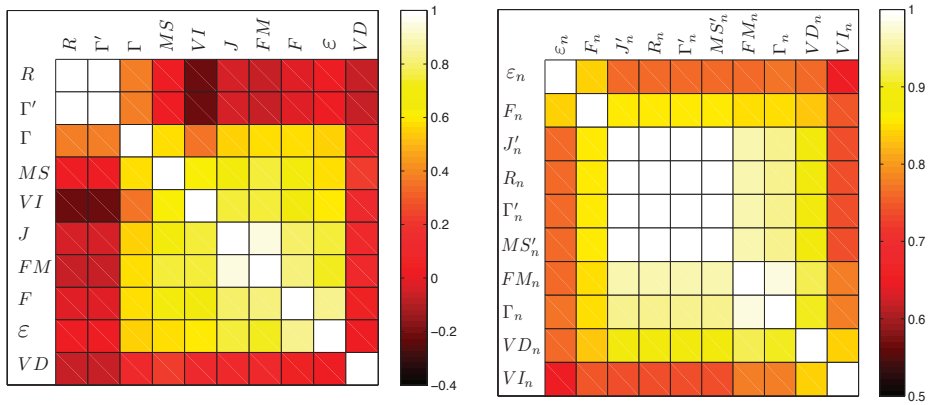 R Γ′ Γ MS VI J FM F ε VD
R
Γ′
Γ
MS
VI
J
FM
F
ε
VD
1
0.8
0.6
0.4
0.2
0
−0.2
−0.4
εₙ Fₙ J′ₙ Rₙ Γ′ₙ MS′ₙ FMₙ Γₙ VDₙ VIₙ
εₙ
Fₙ
J′ₙ
Rₙ
Γ′ₙ
MS′ₙ
FMₙ
Γₙ
VDₙ
VIₙ
1
0.9
0.8
0.7
0.6
0.5